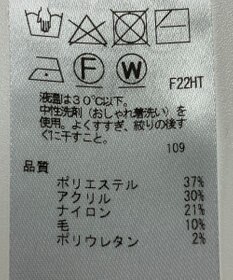 F W
F22HT
液温は30℃以下。
中性洗剤(おしゃれ着洗い)を
使用。よくすすぎ、絞りの後す
ぐに干すこと。
109
品質
ポリエステル 37%
アクリル 30%
ナイロン 21%
毛 10%
ポリウレタン 2%